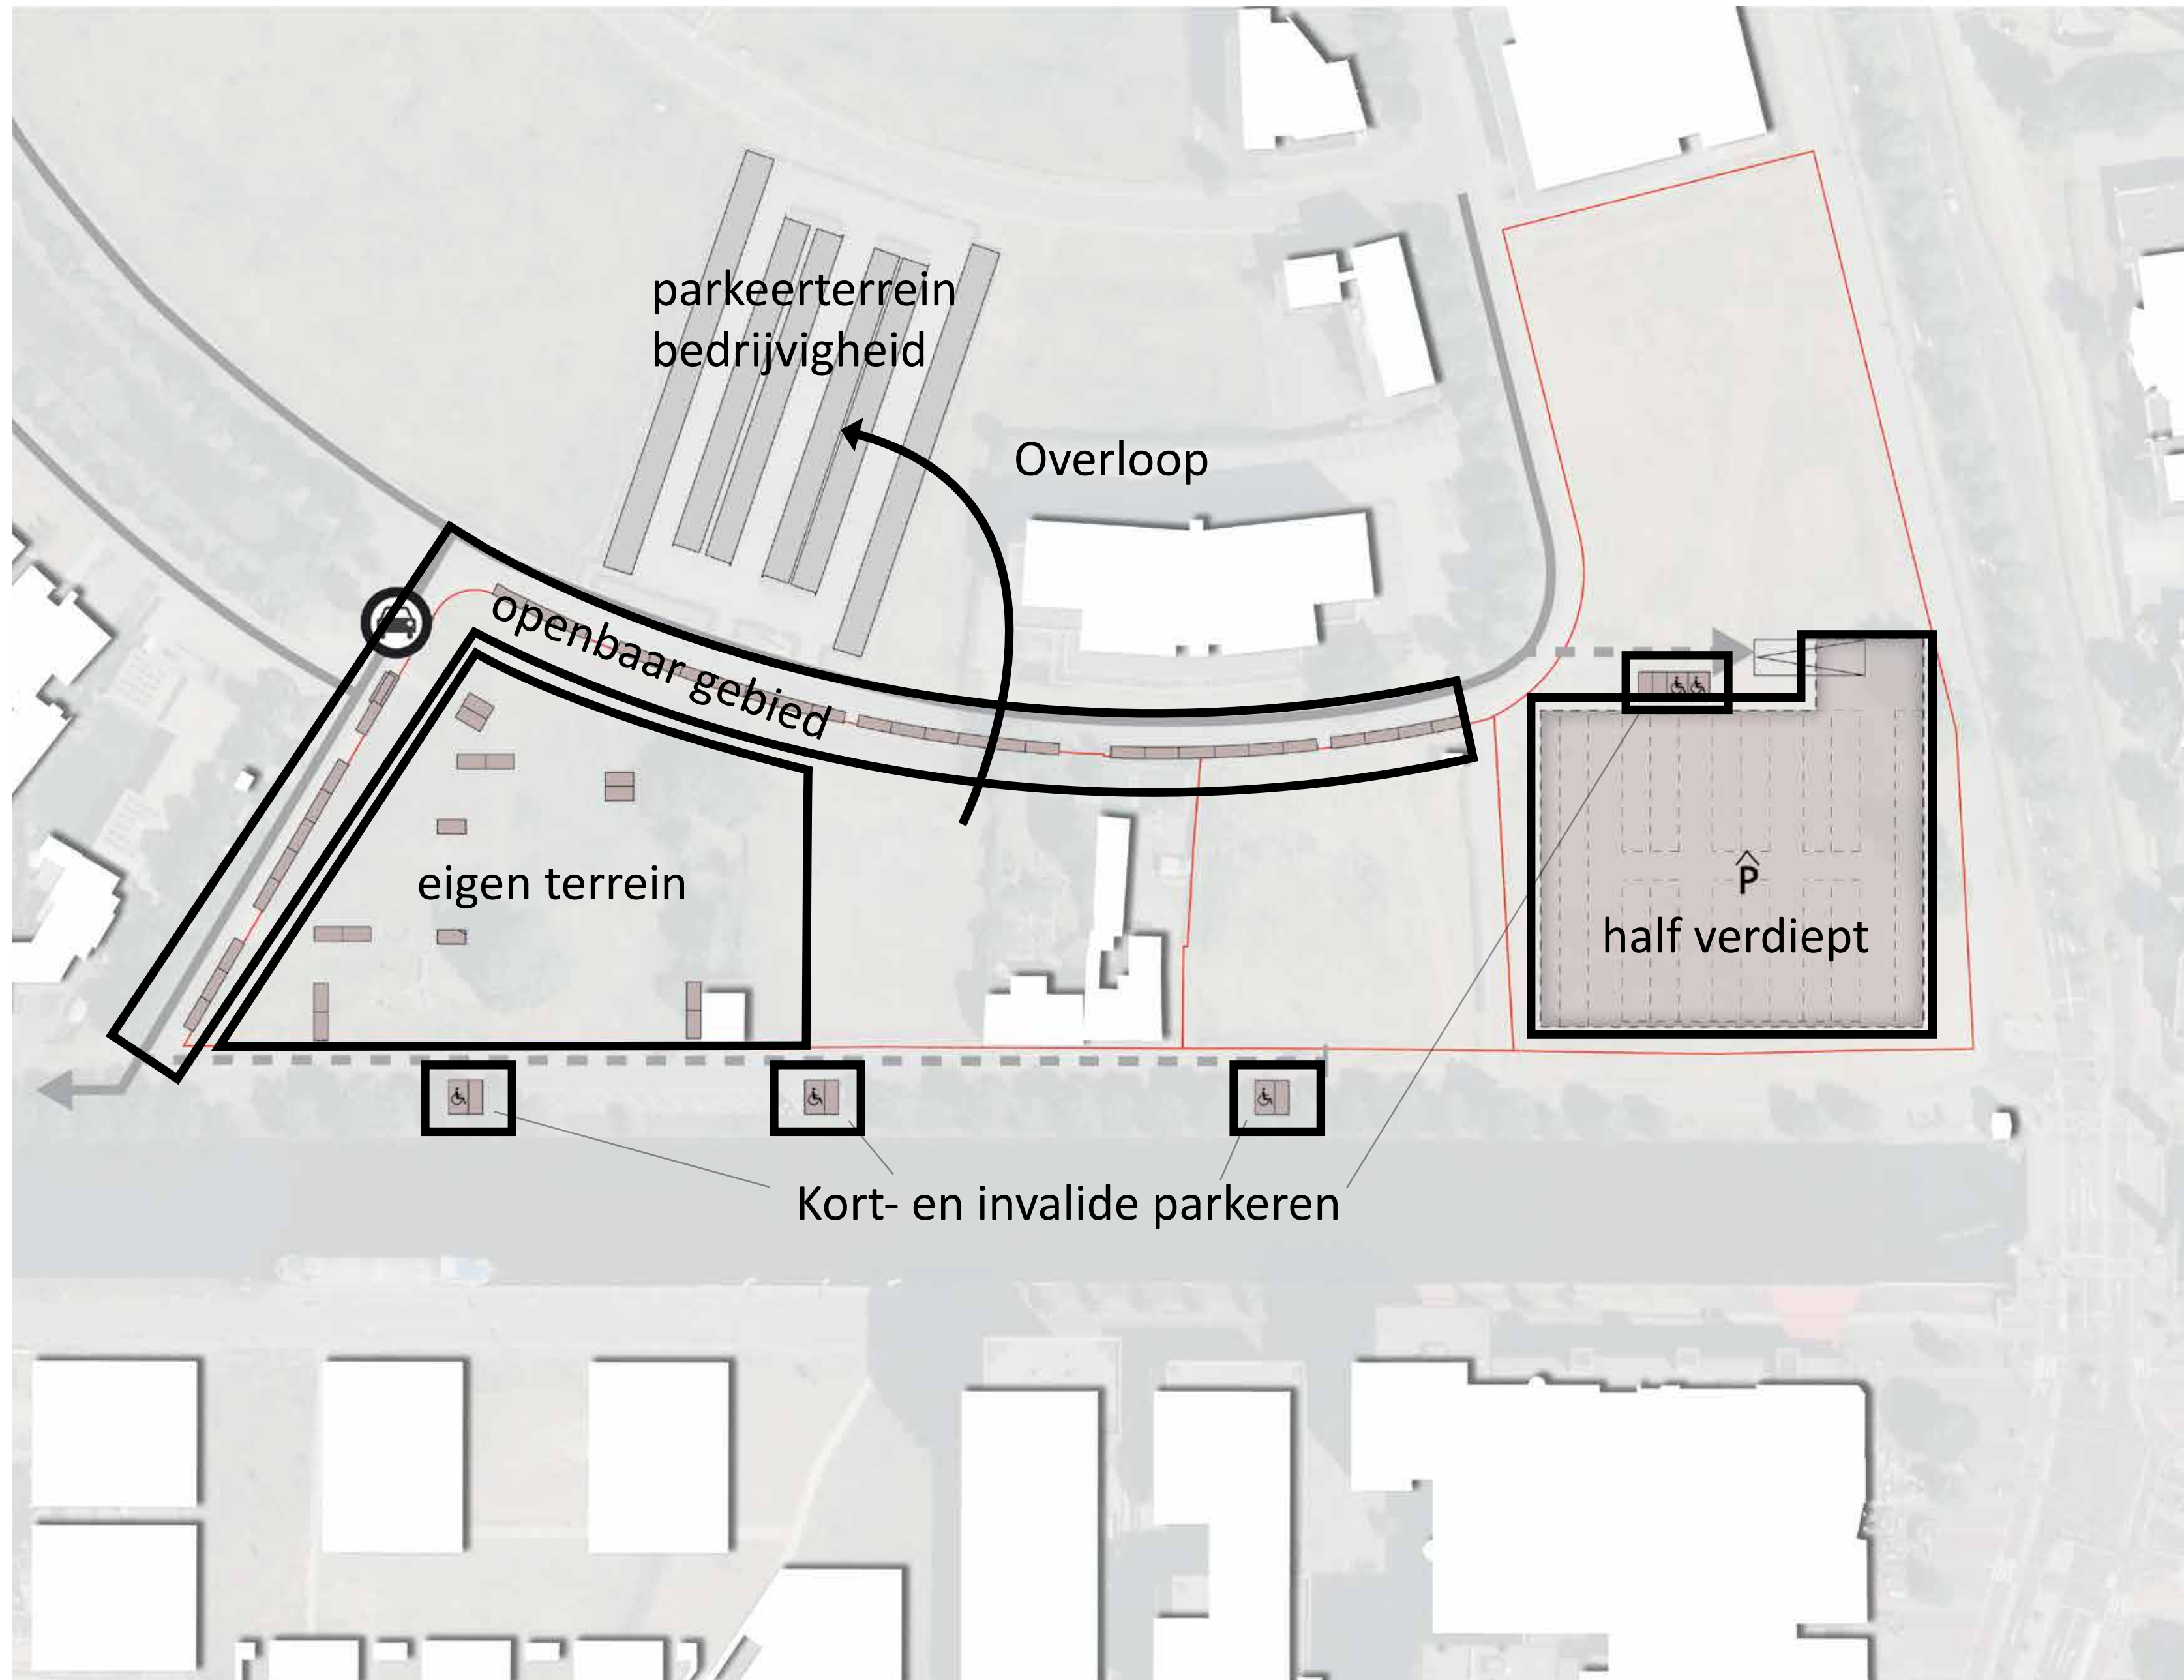 parkeerterrein
bedrijvigheid
Overloop
openbaar gebied
eigen terrein
P
half verdiept
Kort- en invalide parkeren